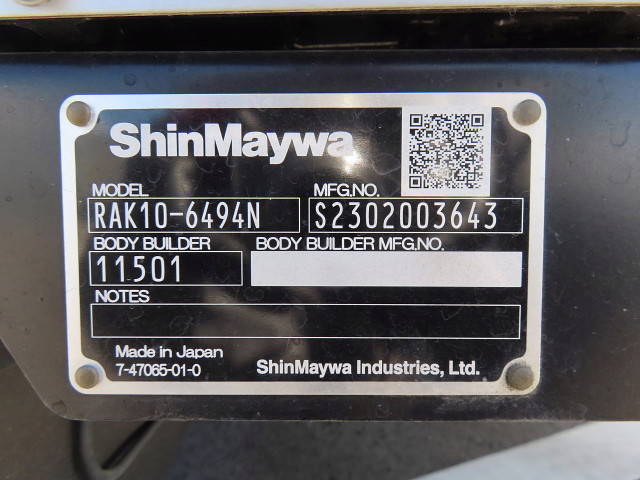 ShinMaywa
MODEL MFG.NO.
RAK10-6494N S2302003643
BODY BUILDER BODY BUILDER MFG.NO.
11501
NOTES
Made in Japan
7-47065-01-0 ShinMaywa Industries, Ltd.